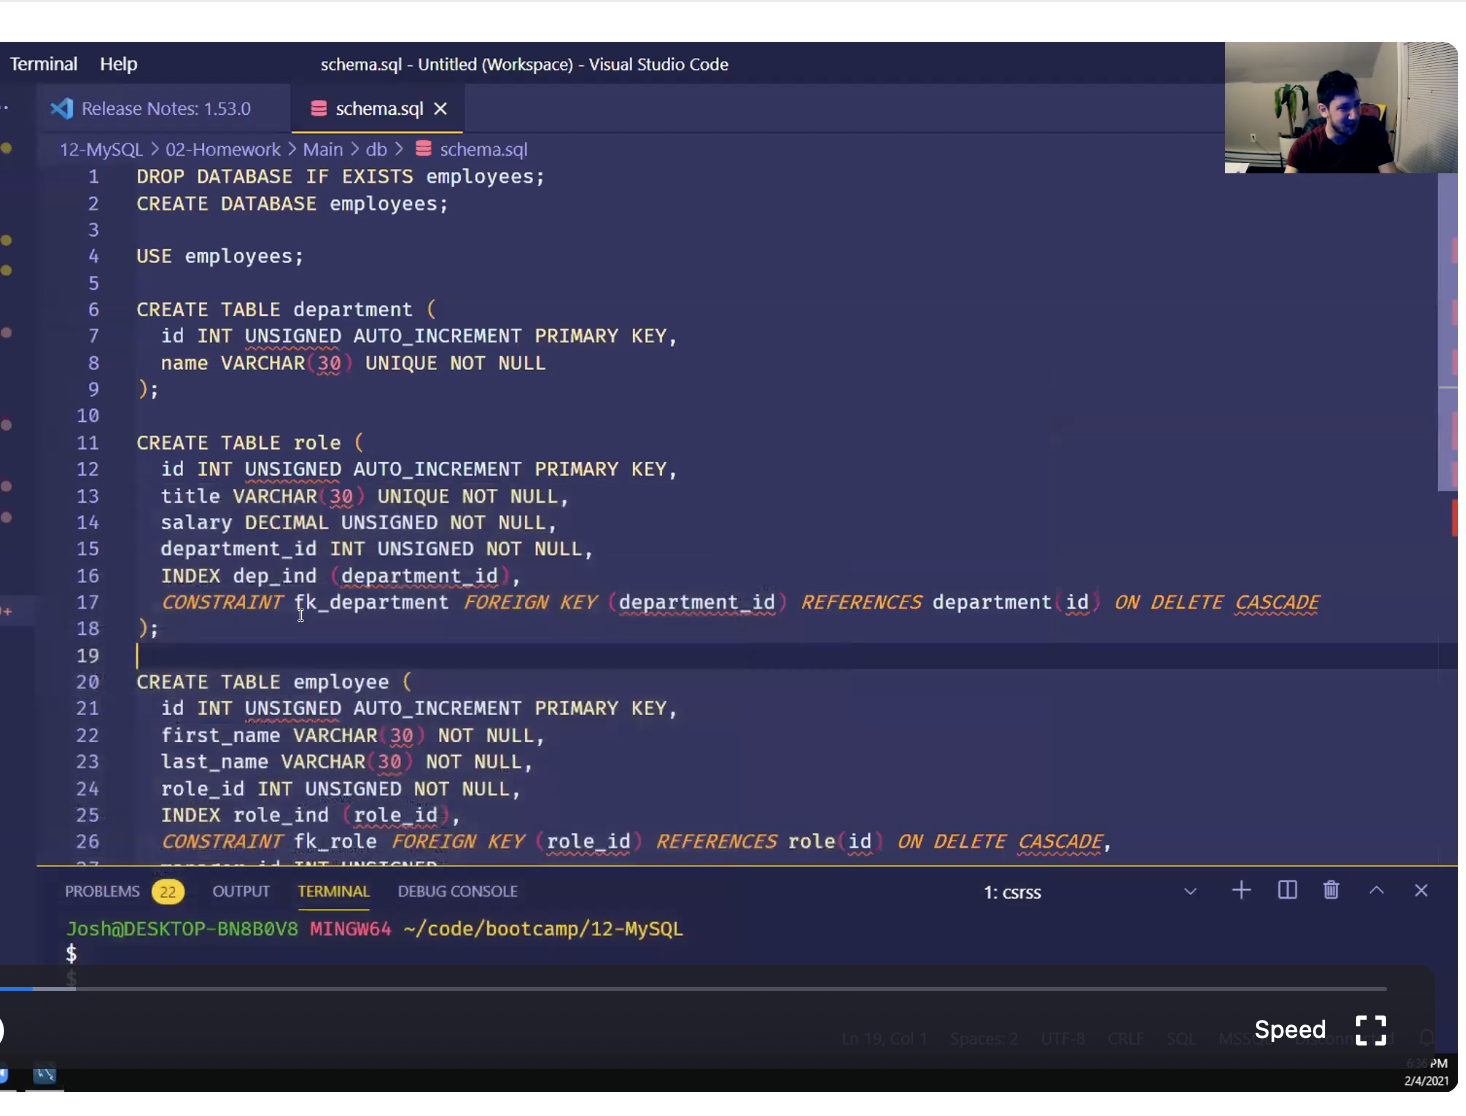 Terminal Help schema.sql - Untitled (Workspace) - Visual Studio Code
Release Notes: 1.53.0 schema.sql
12-MySQL > 02-Homework > Main > db > schema.sql
1 DROP DATABASE IF EXISTS employees;
2 CREATE DATABASE employees;
3
4 USE employees;
5
6 CREATE TABLE department (
7 id INT UNSIGNED AUTO_INCREMENT PRIMARY KEY,
8 name VARCHAR(30) UNIQUE NOT NULL
9 );
10
11 CREATE TABLE role (
12 id INT UNSIGNED AUTO_INCREMENT PRIMARY KEY,
13 title VARCHAR(30) UNIQUE NOT NULL,
14 salary DECIMAL UNSIGNED NOT NULL,
15 department_id INT UNSIGNED NOT NULL,
16 INDEX dep_ind (department_id),
17 CONSTRAINT fk_department FOREIGN KEY (department_id) REFERENCES department(id) ON DELETE CASCADE
18 );
19
20 CREATE TABLE employee (
21 id INT UNSIGNED AUTO_INCREMENT PRIMARY KEY,
22 first_name VARCHAR(30) NOT NULL,
23 last_name VARCHAR(30) NOT NULL,
24 role_id INT UNSIGNED NOT NULL,
25 INDEX role_ind (role_id),
26 CONSTRAINT fk_role FOREIGN KEY (role_id) REFERENCES role(id) ON DELETE CASCADE,
PROBLEMS 22 OUTPUT TERMINAL DEBUG CONSOLE 1: csrss
Josh@DESKTOP-BN8B0V8 MINGW64 ~/code/bootcamp/12-MySQL
$
$
Speed
Ln 19, Col 1 Spaces: 2 UTF-8 CRLF SQL
PM
2/4/2021